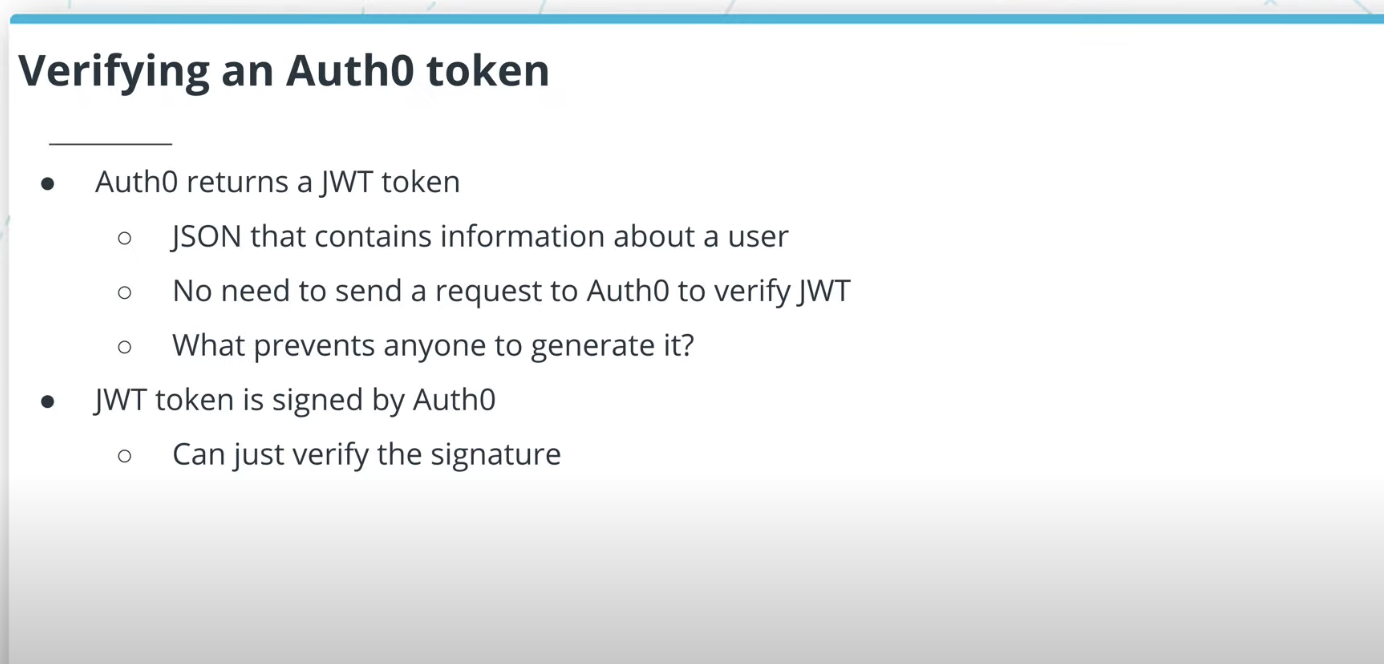 Verifying an Auth0 token
● Auth0 returns a JWT token
○ JSON that contains information about a user
○ No need to send a request to Auth0 to verify JWT
○ What prevents anyone to generate it?
● JWT token is signed by Auth0
○ Can just verify the signature